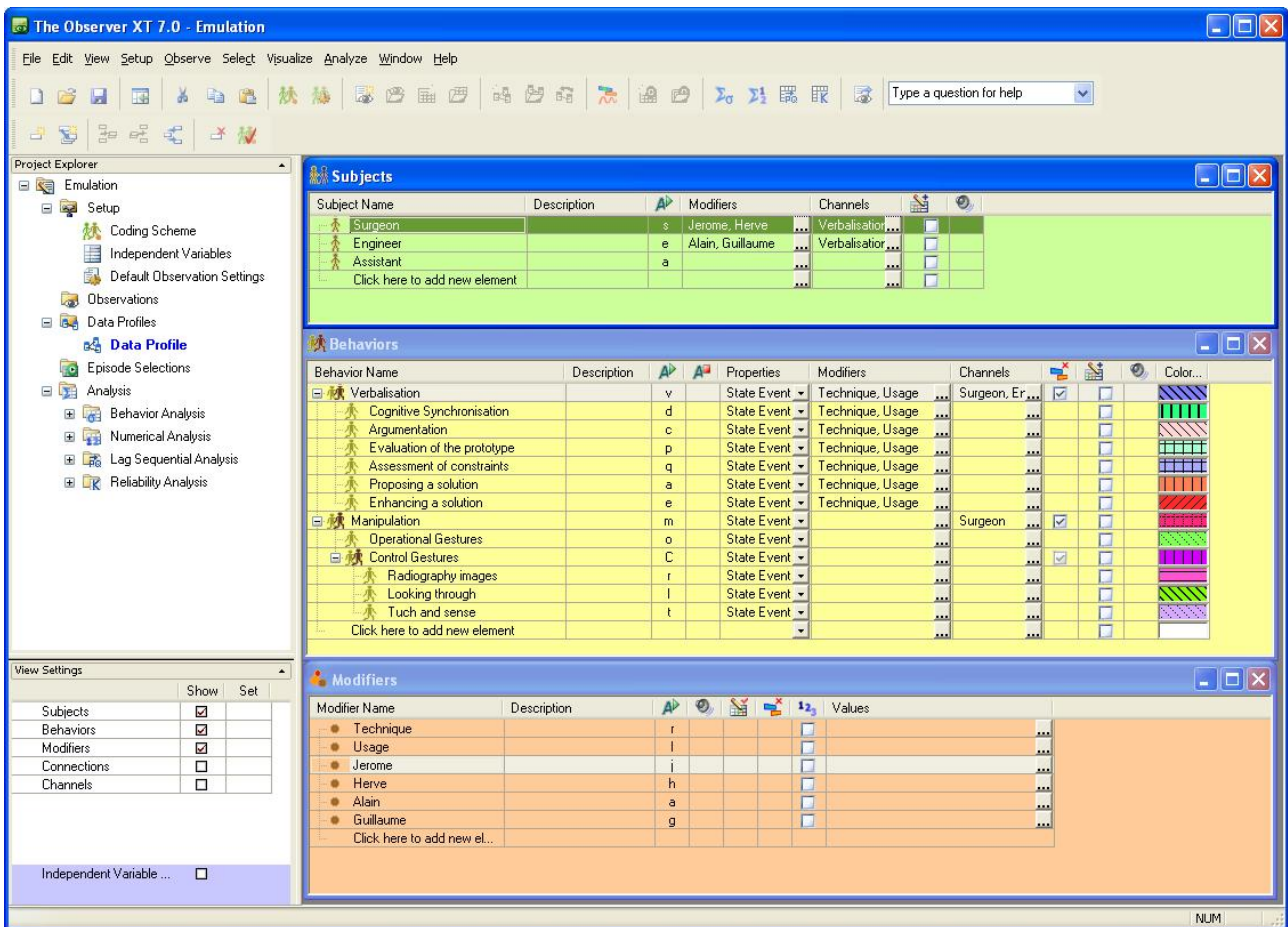 The Observer XT 7.0 - Emulation
File Edit View Setup Observe Select Visualize Analyze Window Help
Type a question for help
Project Explorer
Emulation
Setup
Coding Scheme
Independent Variables
Default Observation Settings
Observations
Data Profiles
Data Profile
Episode Selections
Analysis
Behavior Analysis
Numerical Analysis
Lag Sequential Analysis
Reliability Analysis
View Settings
Show Set
Subjects
Behaviors
Modifiers
Connections
Channels
Independent Variable ...
Subjects
Subject Name Description Modifiers Channels
Surgeon s Jerome, Herve ... Verbalisation...
Engineer e Alain, Guillaume ... Verbalisation...
Assistant a ... ...
Click here to add new element ... ...
Behaviors
Behavior Name Description Properties Modifiers Channels Color...
Verbalisation v State Event Technique, Usage ... Surgeon, Er...
Cognitive Synchronisation d State Event Technique, Usage ... ...
Argumentation c State Event Technique, Usage ... ...
Evaluation of the prototype p State Event Technique, Usage ... ...
Assessment of constraints q State Event Technique, Usage ... ...
Proposing a solution a State Event Technique, Usage ... ...
Enhancing a solution e State Event Technique, Usage ... ...
Manipulation m State Event ... Surgeon ...
Operational Gestures o State Event ... ...
Control Gestures C State Event ... ...
Radiography images r State Event ... ...
Looking through l State Event ... ...
Tuch and sense t State Event ... ...
Click here to add new element ... ...
Modifiers
Modifier Name Description Values
Technique r ...
Usage l ...
Jerome j ...
Herve h ...
Alain a ...
Guillaume g ...
Click here to add new el...
NUM